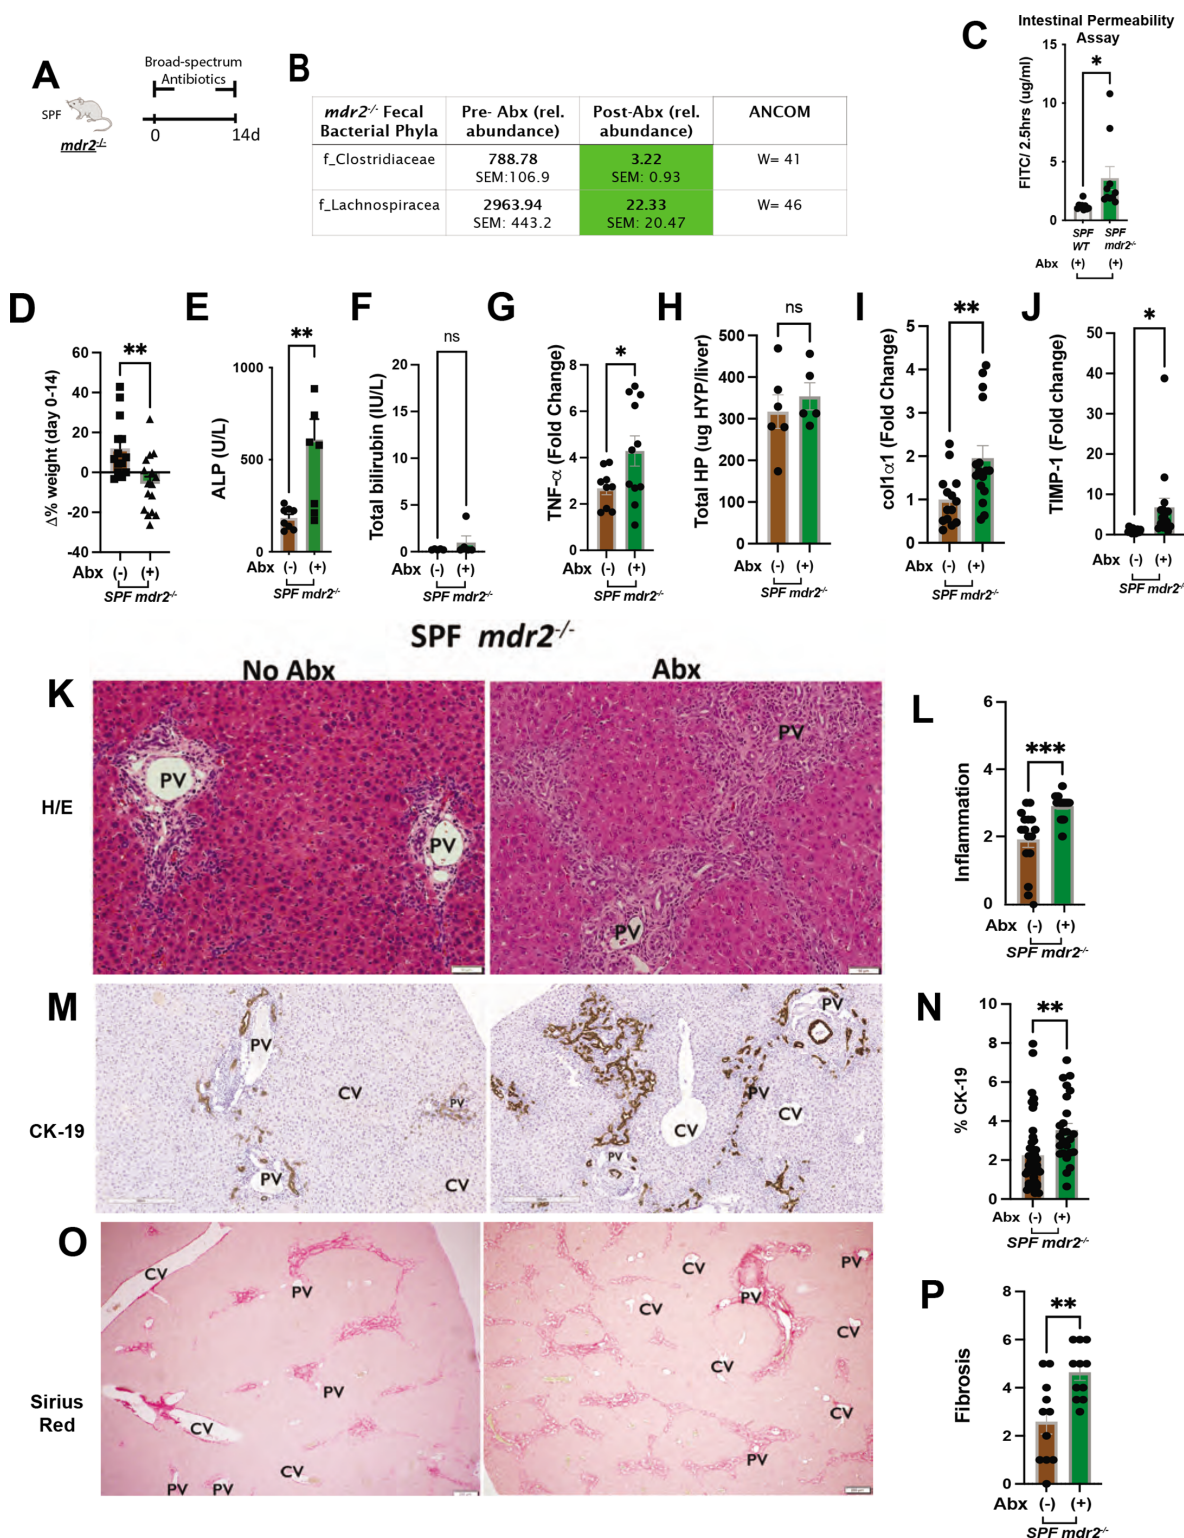 A
SPF
mdr2-/-
Broad-spectrum
Antibiotics
0
14d
B
mdr2-/- Fecal
Bacterial Phyla
Pre- Abx (rel.
abundance)
Post-Abx (rel.
abundance)
ANCOM
f_Clostridiaceae
788.78
SEM:106.9
3.22
SEM: 0.93
W= 41
f_Lachnospiracea
2963.94
SEM: 443.2
22.33
SEM: 20.47
W= 46
C
Intestinal Permeability
Assay
FITC/ 2.5hrs (ug/ml)
15
10
5
0
*
SPF
WT
SPF
mdr2-/-
Abx (+) (+)
D
Δ% weight (day 0-14)
60
40
20
0
-20
-40
**
Abx (-) (+)
SPF mdr2-/-
E
ALP (U/L)
1000
500
0
**
Abx (-) (+)
SPF mdr2-/-
F
Total bilirubin (IU/L)
20
15
10
5
0
ns
Abx (-) (+)
SPF mdr2-/-
G
TNF-α (Fold Change)
8
6
4
2
0
*
Abx (-) (+)
SPF mdr2-/-
H
Total HP (ug HYP/liver)
500
400
300
200
100
0
ns
Abx (-) (+)
SPF mdr2-/-
I
col1α1 (Fold Change)
5
4
3
2
1
0
**
Abx (-) (+)
SPF mdr2-/-
J
TIMP-1 (Fold change)
50
40
30
20
10
0
*
Abx (-) (+)
SPF mdr2-/-
SPF mdr2-/-
No Abx
Abx
K
H/E
PV
PV
PV
PV
L
Inflammation
6
4
2
0
***
Abx (-) (+)
SPF mdr2-/-
M
CK-19
PV
CV
PV
PV
CV
PV
PV
CV
CV
PV
N
% CK-19
10
8
6
4
2
0
**
Abx (-) (+)
SPF mdr2-/-
O
Sirius
Red
CV
PV
PV
CV
CV
PV
PV
CV
PV
PV
CV
CV
CV
CV
PV
P
Fibrosis
8
6
4
2
0
**
Abx (-) (+)
SPF mdr2-/-